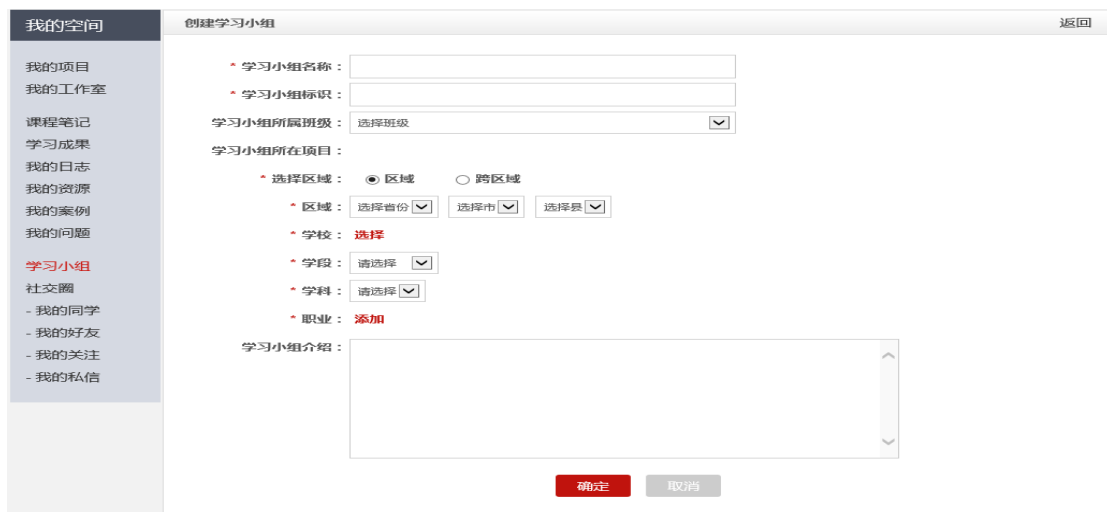 我的空间
我的项目
我的工作室
课程笔记
学习成果
我的日志
我的资源
我的案例
我的问题
学习小组
社交圈
- 我的同学
- 我的好友
- 我的关注
- 我的私信
创建学习小组 返回
* 学习小组名称：
* 学习小组标识：
学习小组所属班级： 选择班级
学习小组所在项目：
* 选择区域： 区域 跨区域
* 区域： 选择省份 选择市 选择县
* 学校： 选择
* 学段： 请选择
* 学科： 请选择
* 职业： 添加
学习小组介绍：
确定 取消